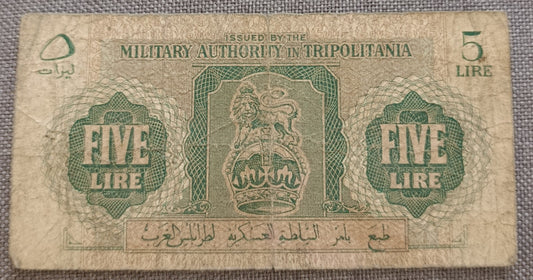 ISSUED BY THE
MILITARY AUTHORITY IN TRIPOLITANIA
٥
ليرات
5
LIRE
FIVE
LIRE
FIVE
LIRE
طبع بأمر السلطة العسكرية لطرابلس الغرب